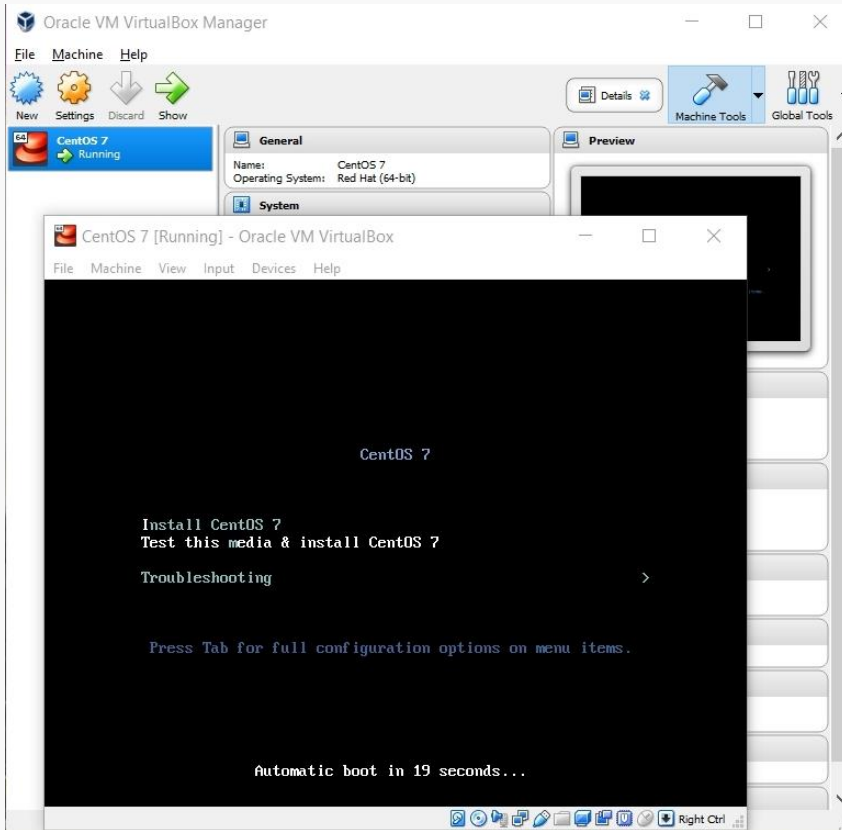 Oracle VM VirtualBox Manager
File Machine Help
New Settings Discard Show Details Machine Tools Global Tools
64 CentOS 7
Running
General
Name: CentOS 7
Operating System: Red Hat (64-bit)
System
Preview
CentOS 7 [Running] - Oracle VM VirtualBox
File Machine View Input Devices Help
CentOS 7
Install CentOS 7
Test this media & install CentOS 7
Troubleshooting >
Press Tab for full configuration options on menu items.
Automatic boot in 19 seconds...
Right Ctrl